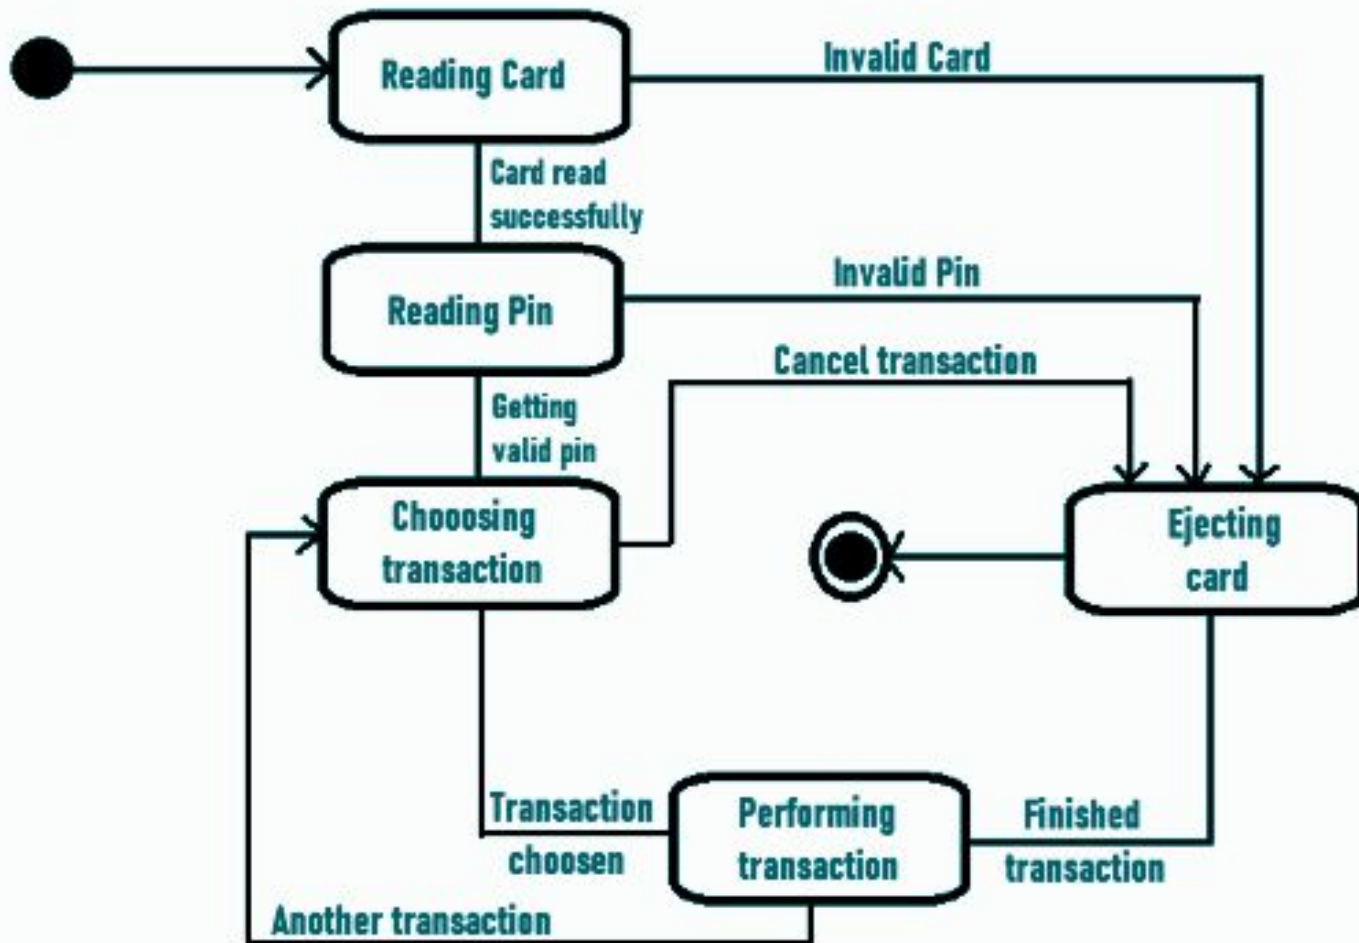 Reading Card
Invalid Card
Card read
successfully
Reading Pin
Invalid Pin
Cancel transaction
Getting
valid pin
Chooosing
transaction
Ejecting
card
Transaction
choosen
Performing
transaction
Finished
transaction
Another transaction